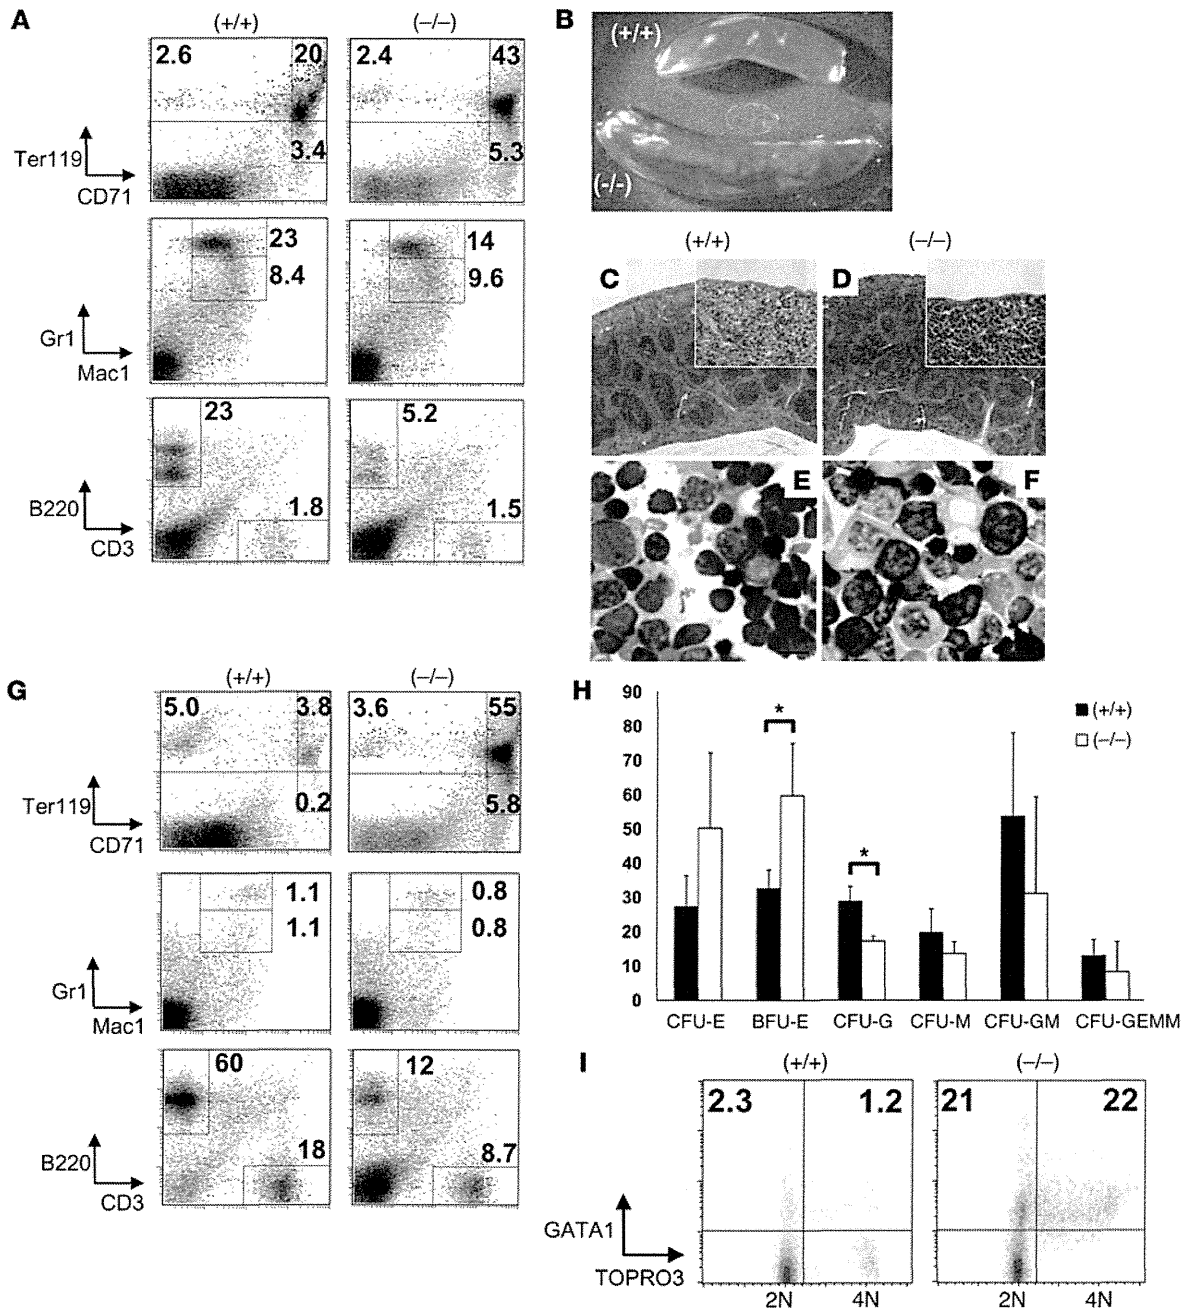 A
(+/+)
(–/–)
2.6
20
3.4
2.4
43
5.3
Ter119
CD71
23
8.4
14
9.6
Gr1
Mac1
23
1.8
5.2
1.5
B220
CD3
B
(+/+)
(-/-)
(+/+)
(–/–)
C
D
E
F
G
(+/+)
(–/–)
5.0
3.8
0.2
3.6
55
5.8
Ter119
CD71
1.1
1.1
0.8
0.8
Gr1
Mac1
60
18
12
8.7
B220
CD3
H
90
80
70
60
50
40
30
20
10
0
*
*
(+/+)
(–/–)
CFU-E BFU-E CFU-G CFU-M CFU-GM CFU-GEMM
I
(+/+)
(–/–)
2.3
1.2
21
22
GATA1
TOPRO3
2N 4N
2N 4N